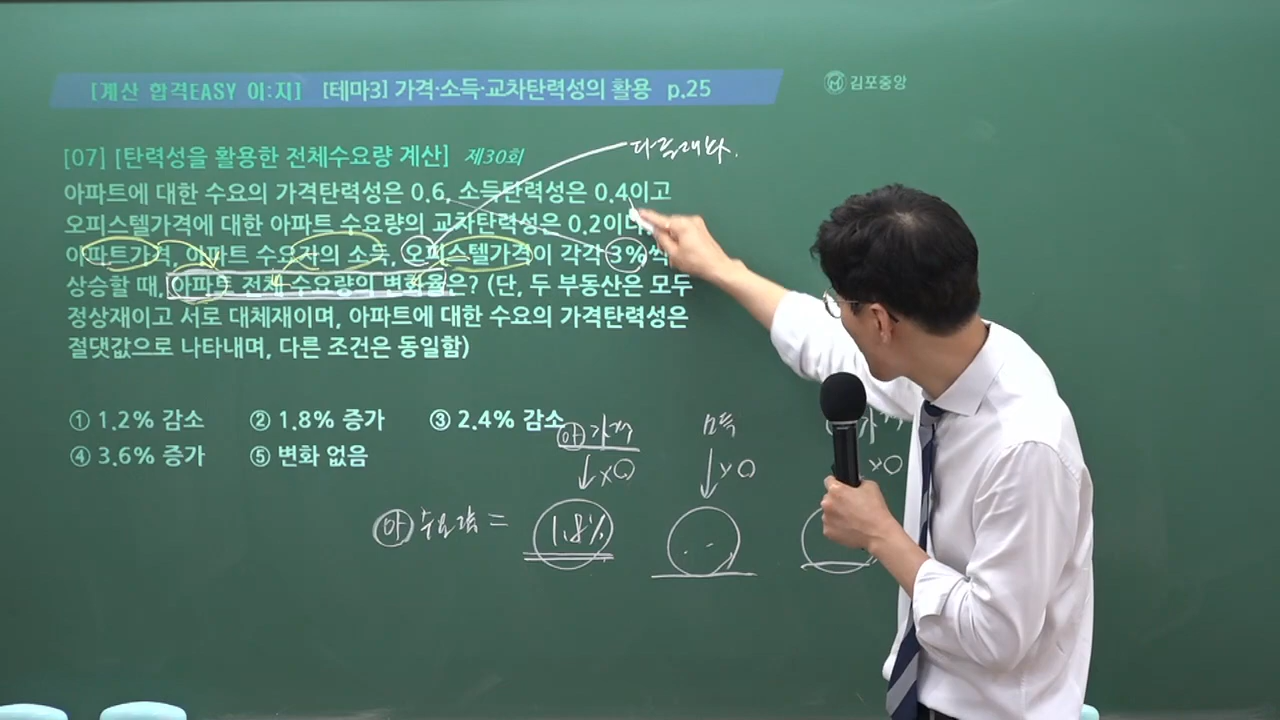 [계산 합격EASY 이:지] [테마3] 가격·소득·교차탄력성의 활용 p.25
김포중앙
[07] [탄력성을 활용한 전체수요량 계산] 제30회
아파트에 대한 수요의 가격탄력성은 0.6, 소득탄력성은 0.4이고
오피스텔가격에 대한 아파트 수요량의 교차탄력성은 0.2이다.
아파트가격, 아파트 수요자의 소득, 오피스텔가격이 각각 3%씩
상승할 때, 아파트 전체 수요량의 변화율은? (단, 두 부동산은 모두
정상재이고 서로 대체재이며, 아파트에 대한 수요의 가격탄력성은
절댓값으로 나타내며, 다른 조건은 동일함)
① 1.2% 감소 ② 1.8% 증가 ③ 2.4% 감소
④ 3.6% 증가 ⑤ 변화 없음
아 가격
x
아 수요량 = 1.8%